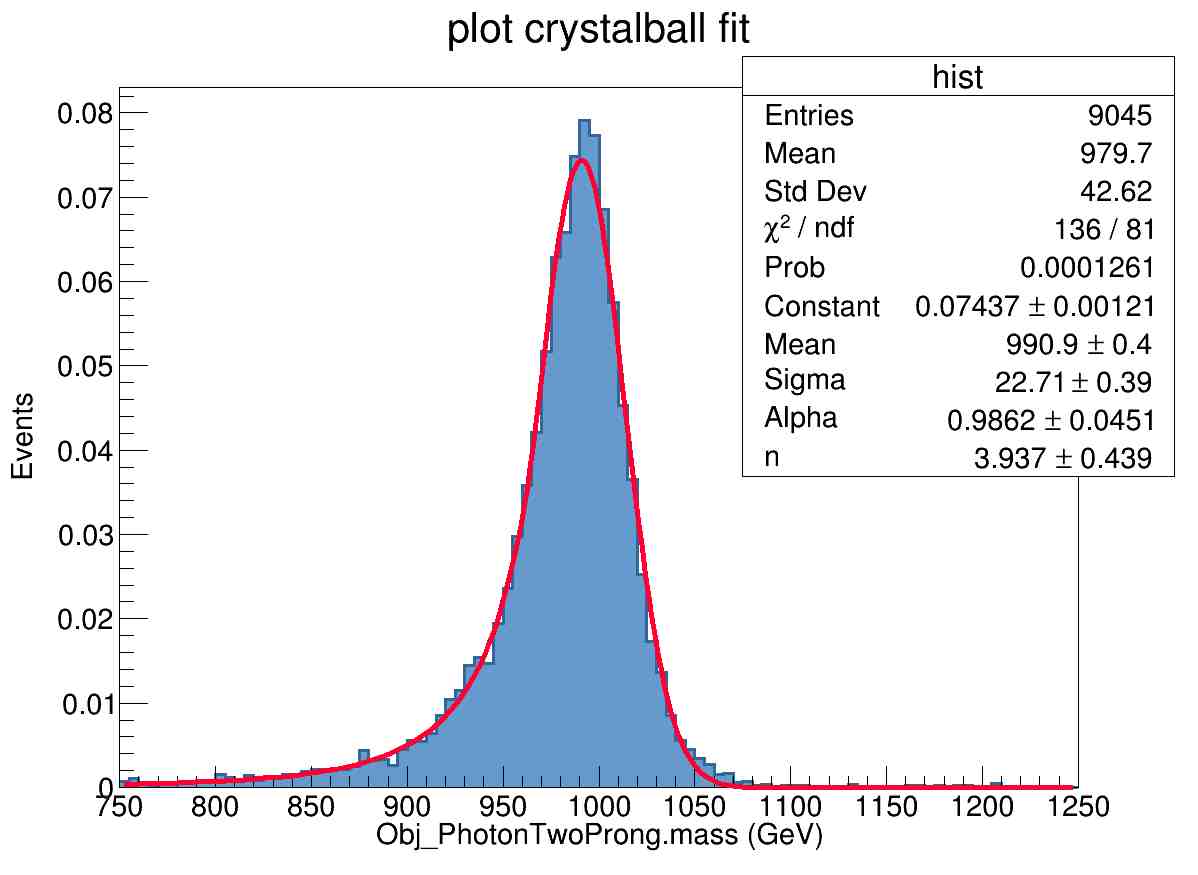 plot crystalball fit
hist
Entries 9045
Mean 979.7
Std Dev 42.62
χ² / ndf 136 / 81
Prob 0.0001261
Constant 0.07437 ± 0.00121
Mean 990.9 ± 0.4
Sigma 22.71 ± 0.39
Alpha 0.9862 ± 0.0451
n 3.937 ± 0.439
Events
0.08
0.07
0.06
0.05
0.04
0.03
0.02
0.01
0
750 800 850 900 950 1000 1050 1100 1150 1200 1250
Obj_PhotonTwoProng.mass (GeV)